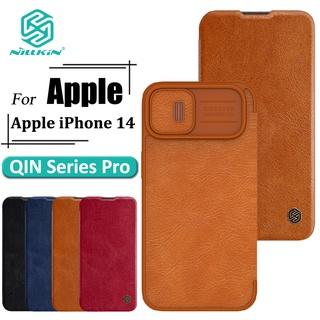 NILLKIN
For Apple
Apple iPhone 14
QIN Series Pro